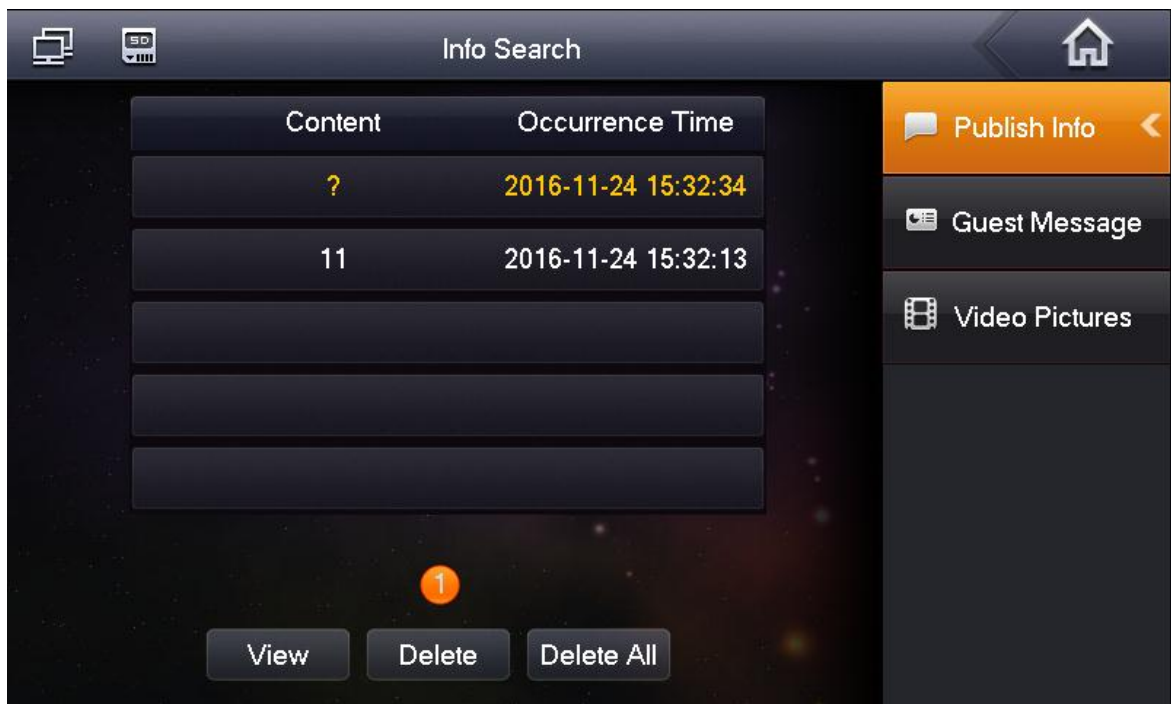 SD
Info Search
Content Occurrence Time
? 2016-11-24 15:32:34
11 2016-11-24 15:32:13
1
View Delete Delete All
Publish Info
Guest Message
Video Pictures